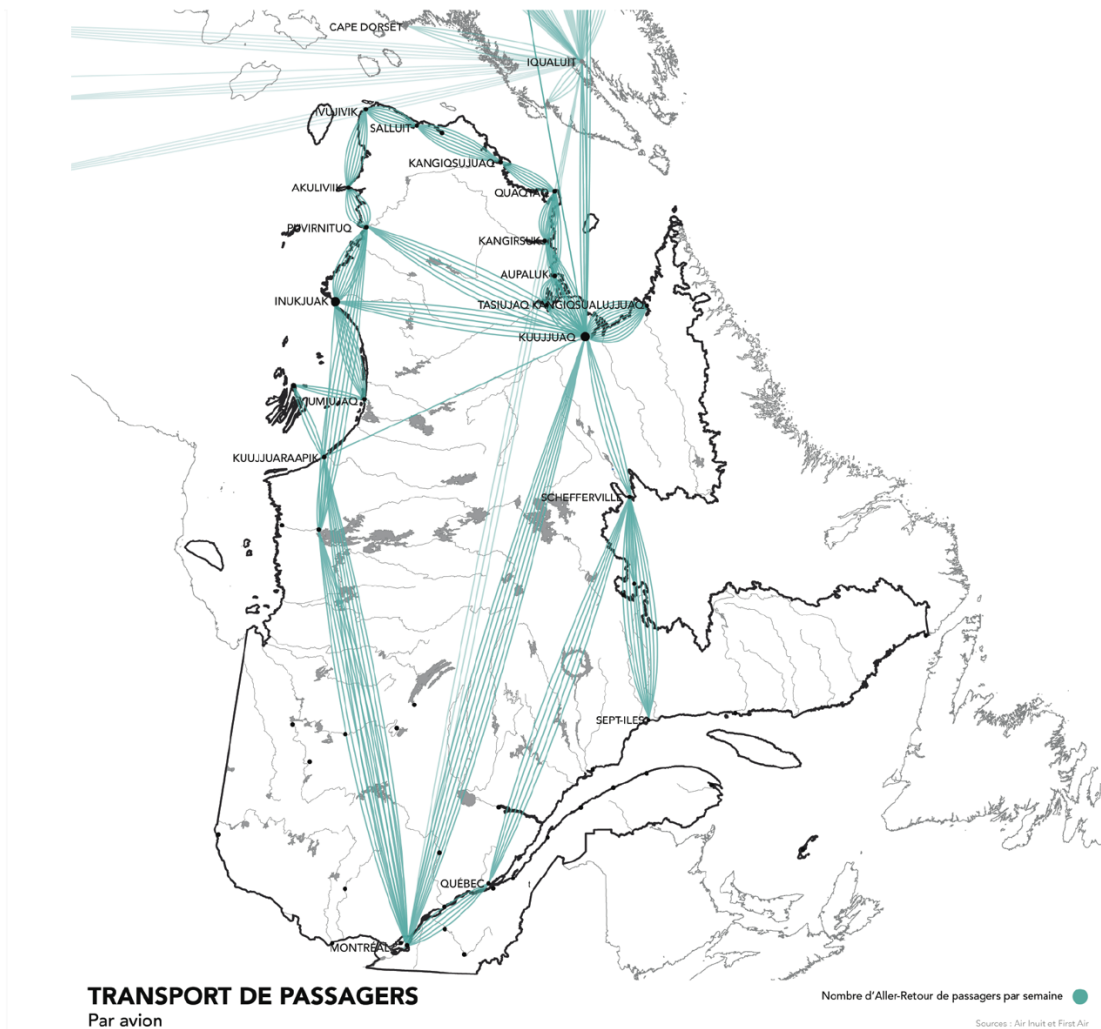 CAPE DORSET
IQUALUIT
IVUJIVIK
SALLUIT
KANGIQSUJUAQ
AKULIVIIK
QUAQTAQ
PUVIRNITUQ
KANGIRSUK
AUPALUK
INUKJUAK
TASIUJAQ KANGIQSUALUJJUAQ
KUUJJUAQ
UMIUJAQ
KUUJJUARAAPIK
SCHEFFERVILLE
SEPT-ILES
QUÉBEC
MONTRÉAL
TRANSPORT DE PASSAGERS
Par avion
Nombre d'Aller-Retour de passagers par semaine
Sources : Air Inuit et First Air